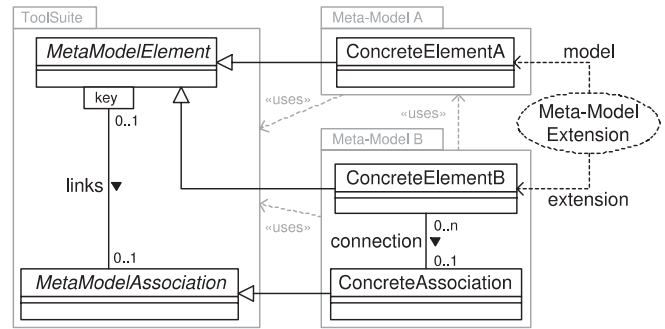 ToolSuite
Meta-Model A
MetaModelElement
ConcreteElementA
model
key
«uses»
«uses»
0..1
Meta-Model
Extension
Meta-Model B
ConcreteElementB
links
extension
«uses»
0..n
connection
0..1
0..1
MetaModelAssociation
ConcreteAssociation